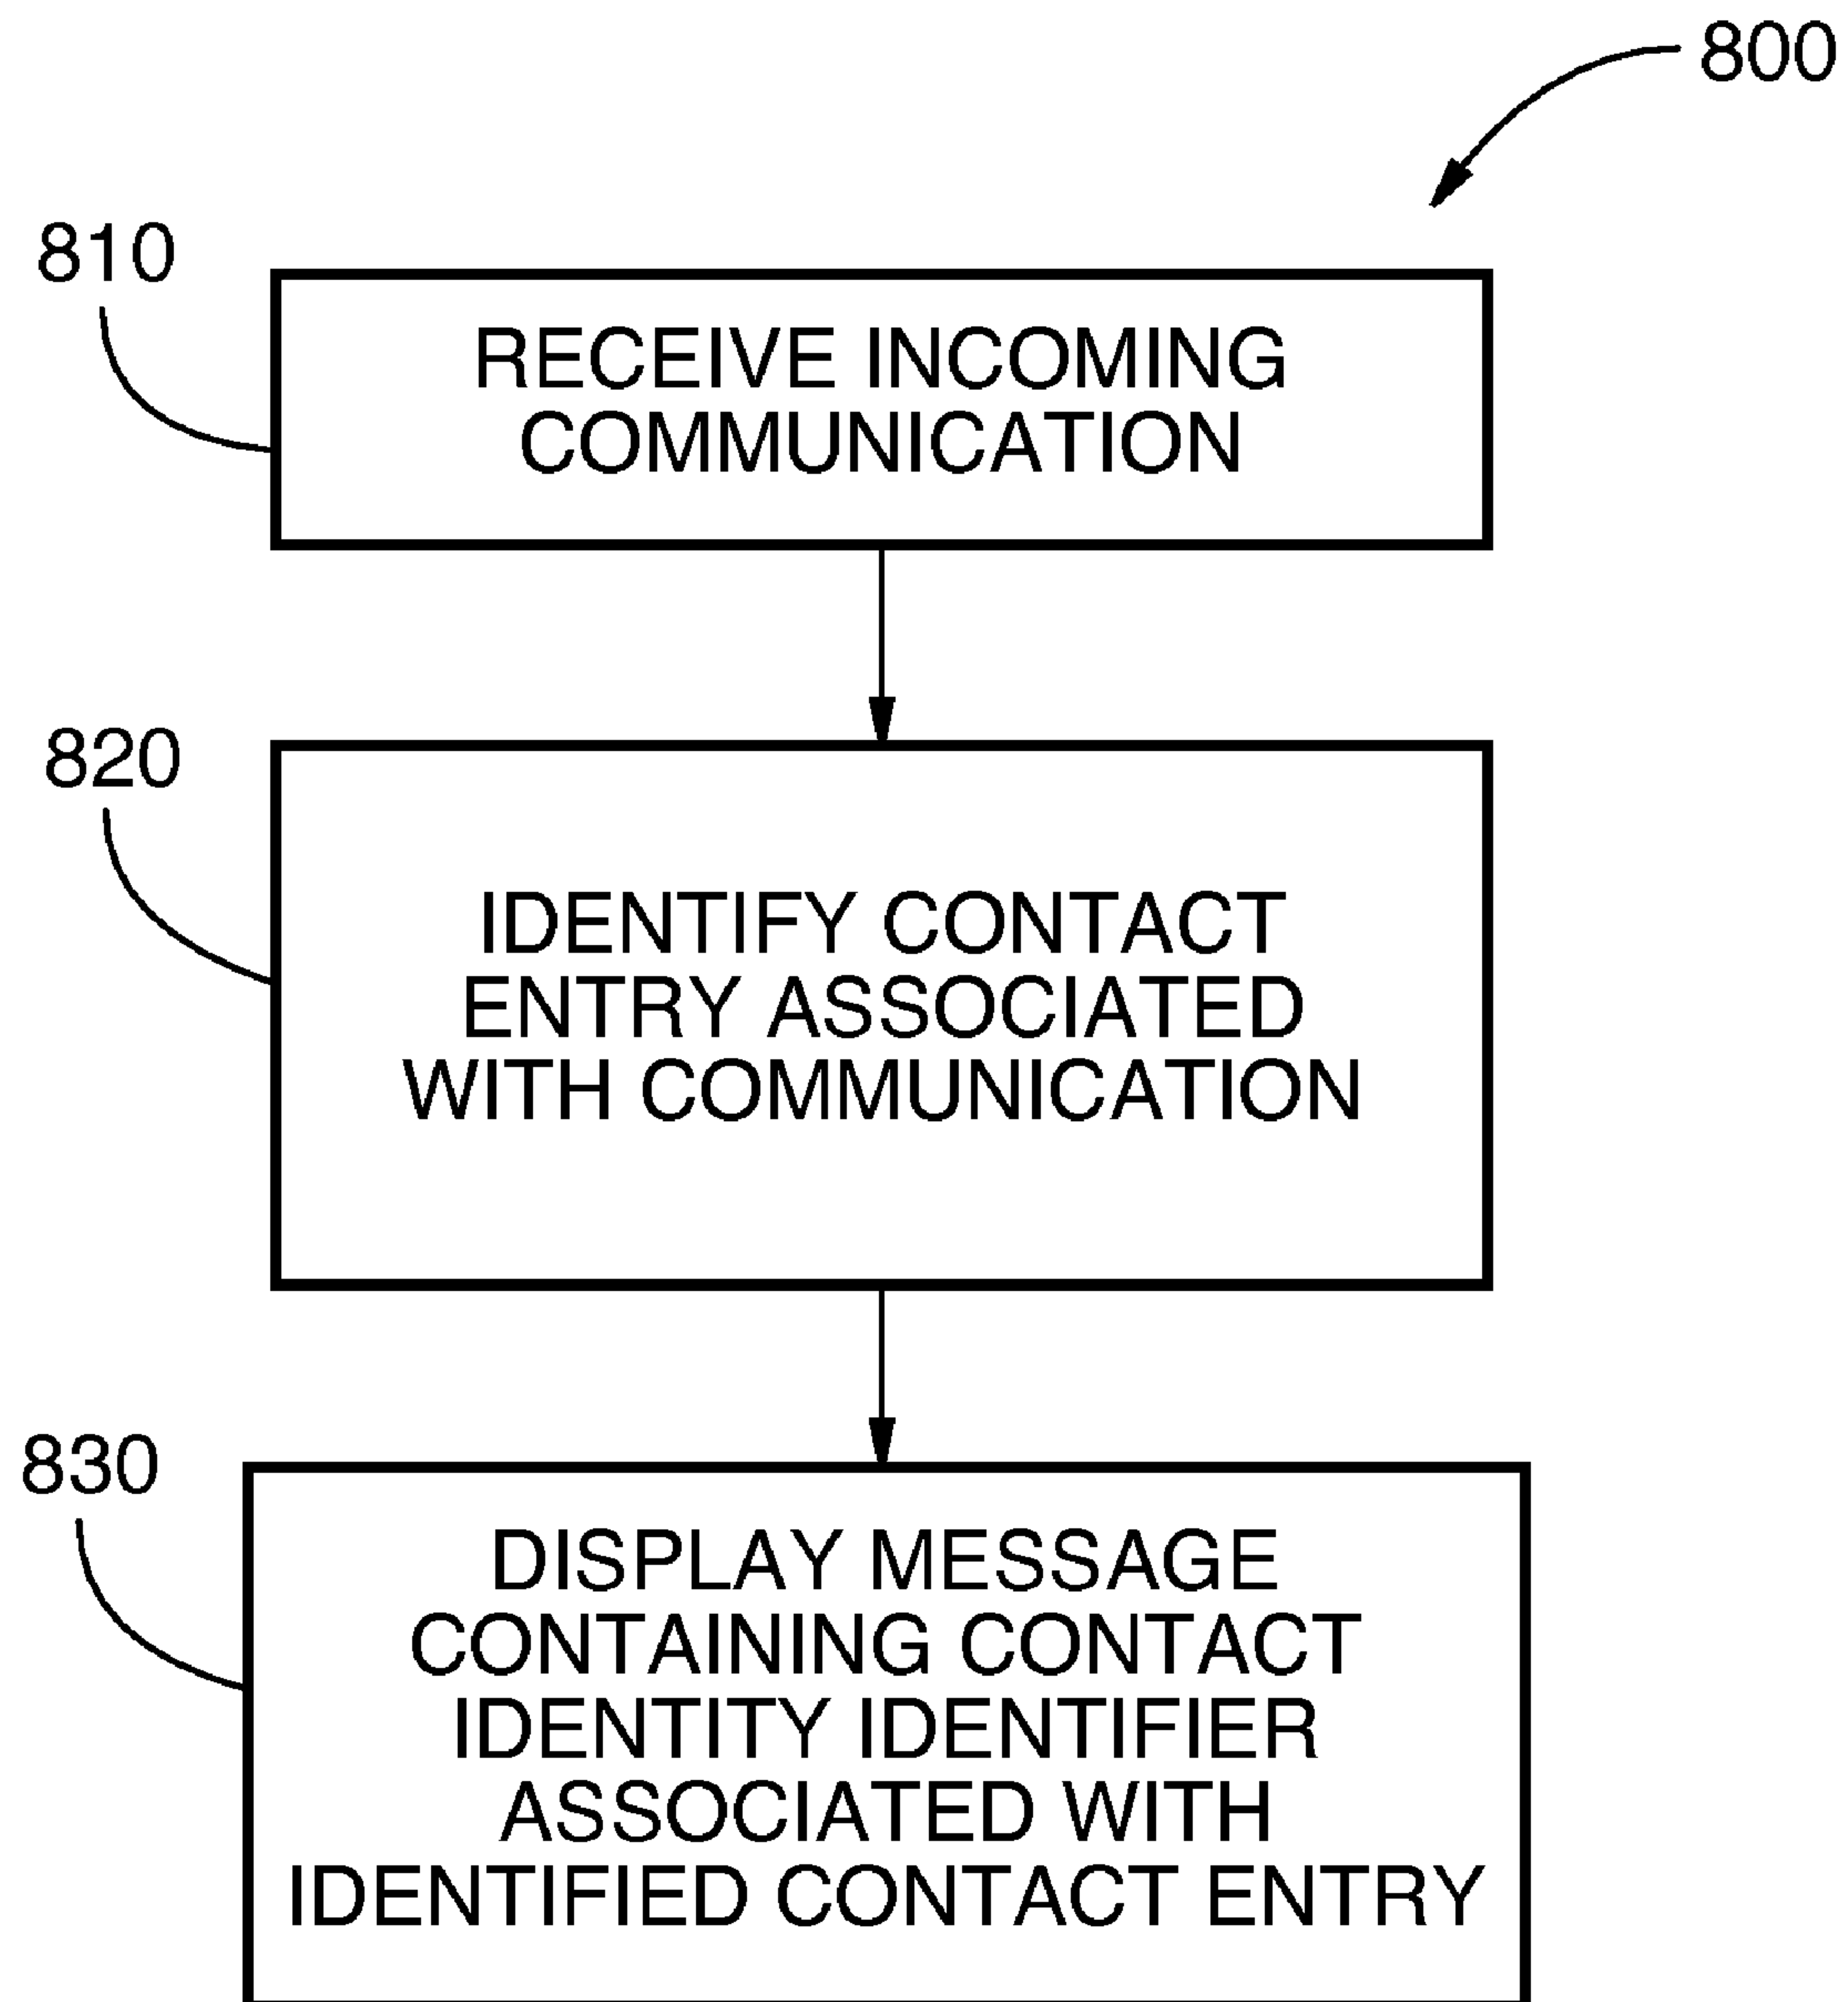 800
810
RECEIVE INCOMING
COMMUNICATION
820
IDENTIFY CONTACT
ENTRY ASSOCIATED
WITH COMMUNICATION
830
DISPLAY MESSAGE
CONTAINING CONTACT
IDENTITY IDENTIFIER
ASSOCIATED WITH
IDENTIFIED CONTACT ENTRY